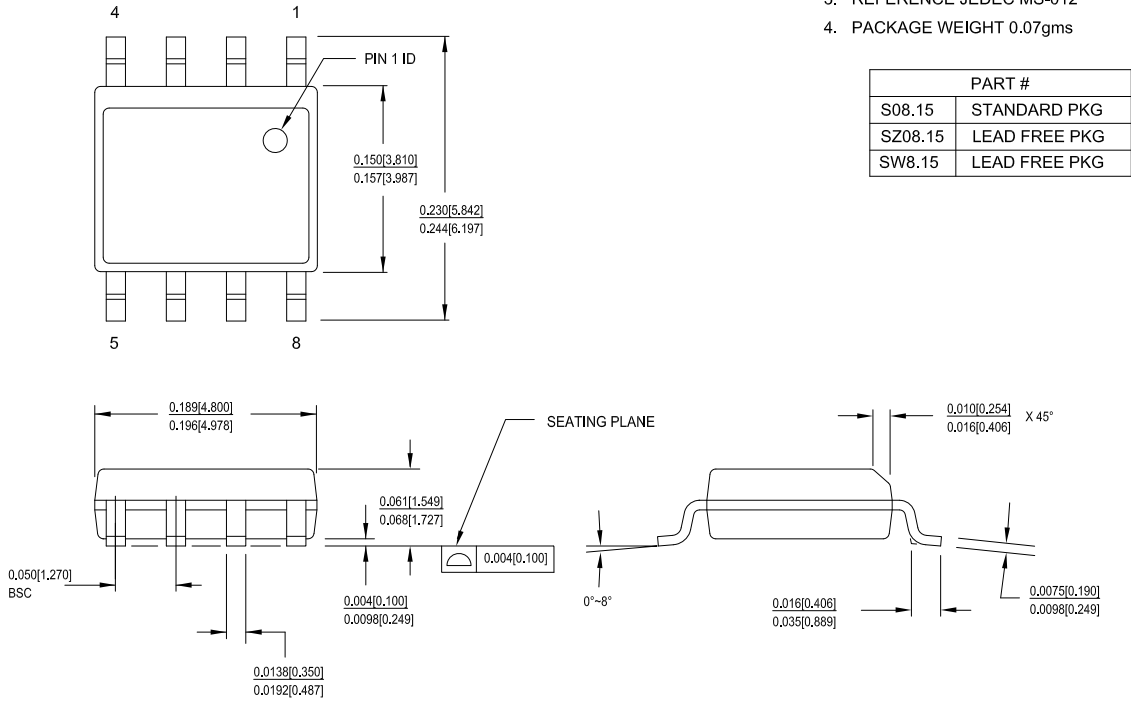 3. REFERENCE JEDEC MS-012
4. PACKAGE WEIGHT 0.07gms
PART #
S08.15 STANDARD PKG
SZ08.15 LEAD FREE PKG
SW8.15 LEAD FREE PKG
4 1
PIN 1 ID
0.150[3.810]
0.157[3.987]
0.230[5.842]
0.244[6.197]
5 8
0.189[4.800]
0.196[4.978]
SEATING PLANE
0.010[0.254]
0.016[0.406]
X 45°
0.061[1.549]
0.068[1.727]
0.004[0.100]
0.050[1.270]
BSC
0.004[0.100]
0.0098[0.249]
0°~8°
0.016[0.406]
0.035[0.889]
0.0075[0.190]
0.0098[0.249]
0.0138[0.350]
0.0192[0.487]